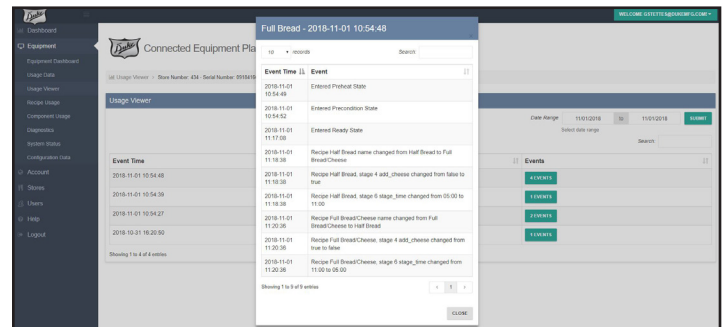 Duke
WELCOME GSTETTES@DUKEMFG.COM
Dashboard
Equipment
Equipment Dashboard
Usage Data
Usage Viewer
Recipe Usage
Component Usage
Diagnostics
System Status
Configuration Data
Account
Stores
Users
Help
Logout
Duke
Connected Equipment Pla
Usage Viewer > Store Number: 434 - Serial Number:
Usage Viewer
Date Range 11/01/2018 to 11/01/2018 SUBMIT
Select date range
Search:
Event Time Events
2018-11-01 10:54:48 4 EVENTS
2018-11-01 10:54:39 1 EVENTS
2018-11-01 10:54:27 2 EVENTS
2018-10-31 16:20:50 1 EVENTS
Showing 1 to 4 of 4 entries
Full Bread - 2018-11-01 10:54:48
10 records Search:
Event Time Event
2018-11-01 Entered Preheat State
10:54:49
2018-11-01 Entered Precondition State
10:54:52
2018-11-01 Entered Ready State
11:17:08
2018-11-01 Recipe Half Bread name changed from Half Bread to Full
11:18:38 Bread/Cheese
2018-11-01 Recipe Half Bread, stage 4 add_cheese changed from false to
11:18:38 true
2018-11-01 Recipe Half Bread, stage 6 stage_time changed from 05:00 to
11:18:38 11:00
2018-11-01 Recipe Full Bread/Cheese name changed from Full
11:20:36 Bread/Cheese to Half Bread
2018-11-01 Recipe Full Bread/Cheese, stage 4 add_cheese changed from
11:20:36 true to false
2018-11-01 Recipe Full Bread/Cheese, stage 6 stage_time changed from
11:20:36 11:00 to 05:00
Showing 1 to 9 of 9 entries 1
CLOSE